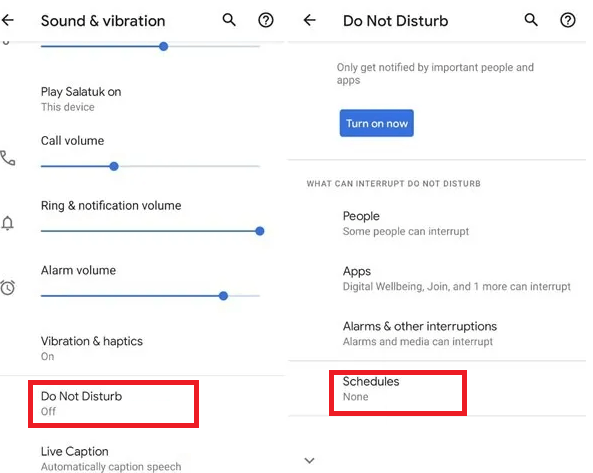 Sound & vibration
Play Salatuk on
This device
Call volume
Ring & notification volume
Alarm volume
Vibration & haptics
On
Do Not Disturb
Off
Live Caption
Automatically caption speech
Do Not Disturb
Only get notified by important people and
apps
Turn on now
WHAT CAN INTERRUPT DO NOT DISTURB
People
Some people can interrupt
Apps
Digital Wellbeing, Join, and 1 more can interrupt
Alarms & other interruptions
Alarms and media can interrupt
Schedules
None